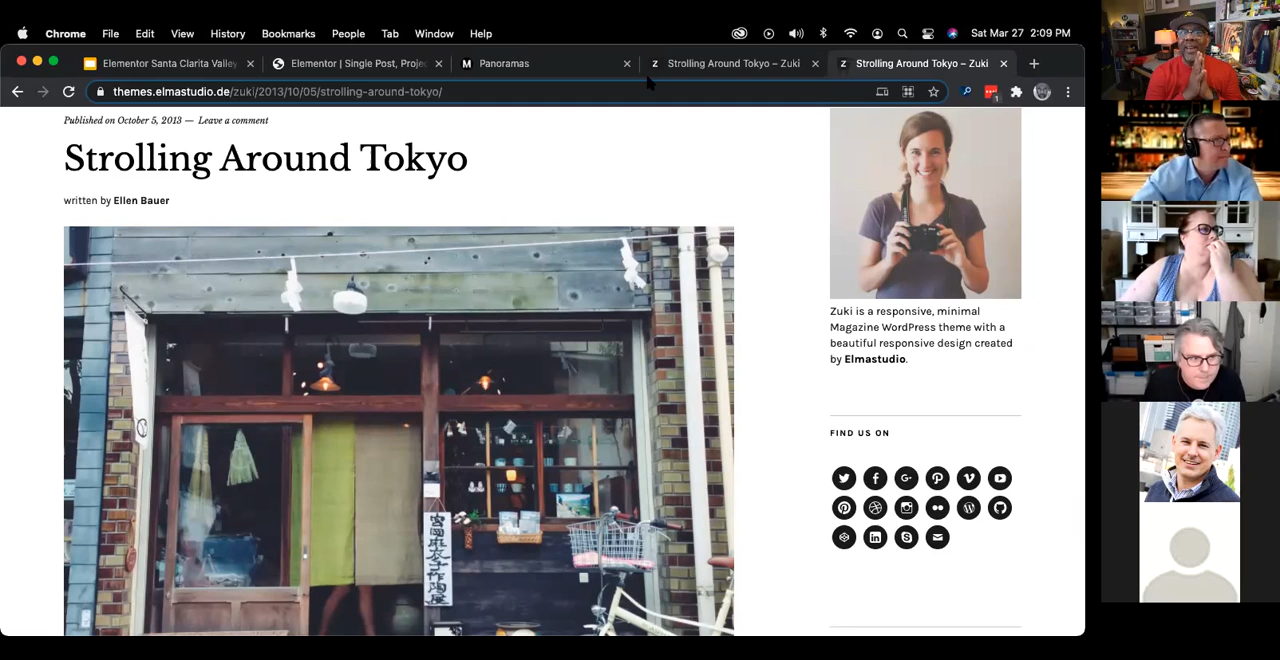 Chrome File Edit View History Bookmarks People Tab Window Help Sat Mar 27 2:09 PM
Elementor Santa Clarita Valley Elementor | Single Post, Proje Panoramas Strolling Around Tokyo – Zuki Strolling Around Tokyo – Zuki
themes.elmastudio.de/zuki/2013/10/05/strolling-around-tokyo/
Published on October 5, 2013 — Leave a comment
Strolling Around Tokyo
written by Ellen Bauer
Zuki is a responsive, minimal
Magazine WordPress theme with a
beautiful responsive design created
by Elmastudio.
FIND US ON